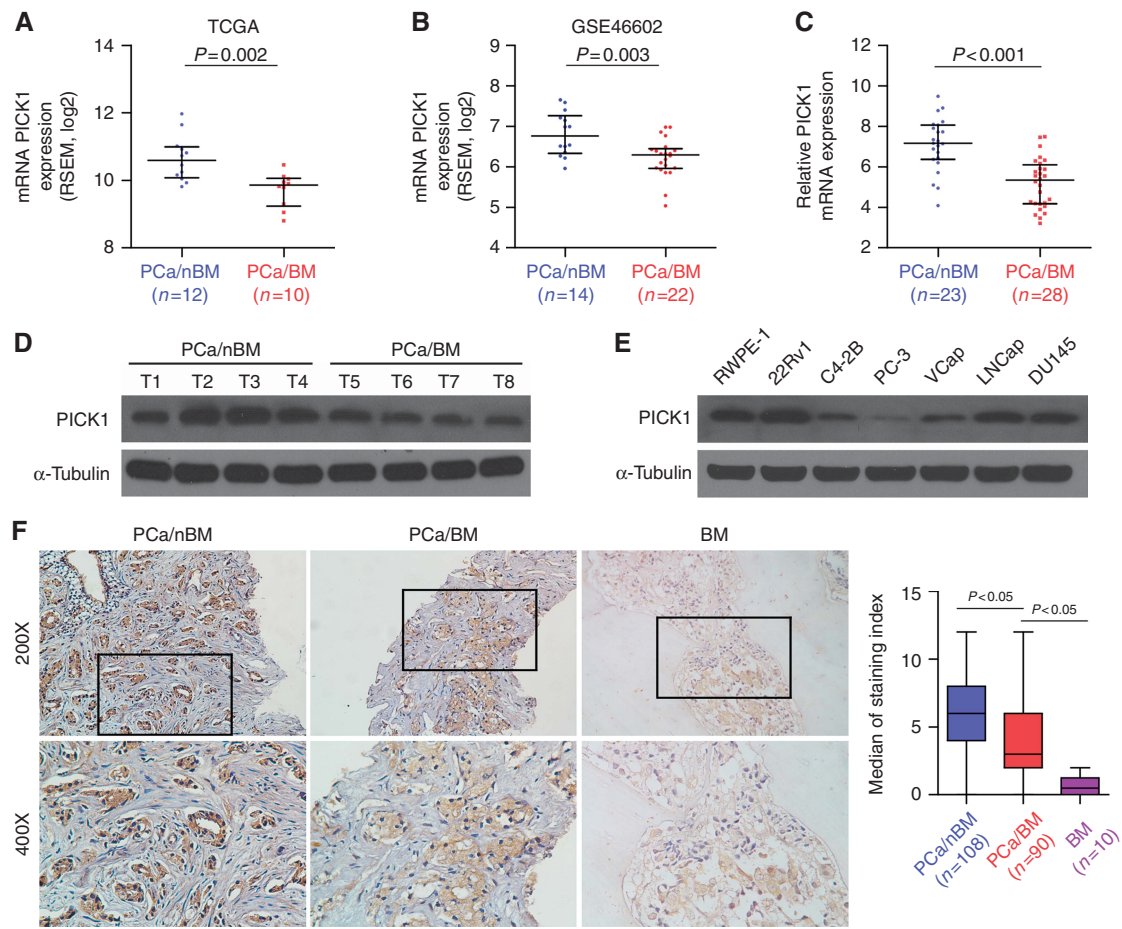 A
TCGA
P=0.002
mRNA PICK1
expression
(RSEM, log2)
14
12
10
8
PCa/nBM
(n=12)
PCa/BM
(n=10)
B
GSE46602
P=0.003
mRNA PICK1
expression
(RSEM, log2)
9
8
7
6
5
4
PCa/nBM
(n=14)
PCa/BM
(n=22)
C
P<0.001
Relative PICK1
mRNA expression
12
10
8
6
4
2
PCa/nBM
(n=23)
PCa/BM
(n=28)
D
PCa/nBM
PCa/BM
T1 T2 T3 T4 T5 T6 T7 T8
PICK1
α-Tubulin
E
RWPE-1
22Rv1
C4-2B
PC-3
VCap
LNCap
DU145
PICK1
α-Tubulin
F
PCa/nBM
PCa/BM
BM
200X
400X
Median of staining index
15
10
5
0
P<0.05
P<0.05
PCa/nBM
(n=108)
PCa/BM
(n=90)
BM
(n=10)